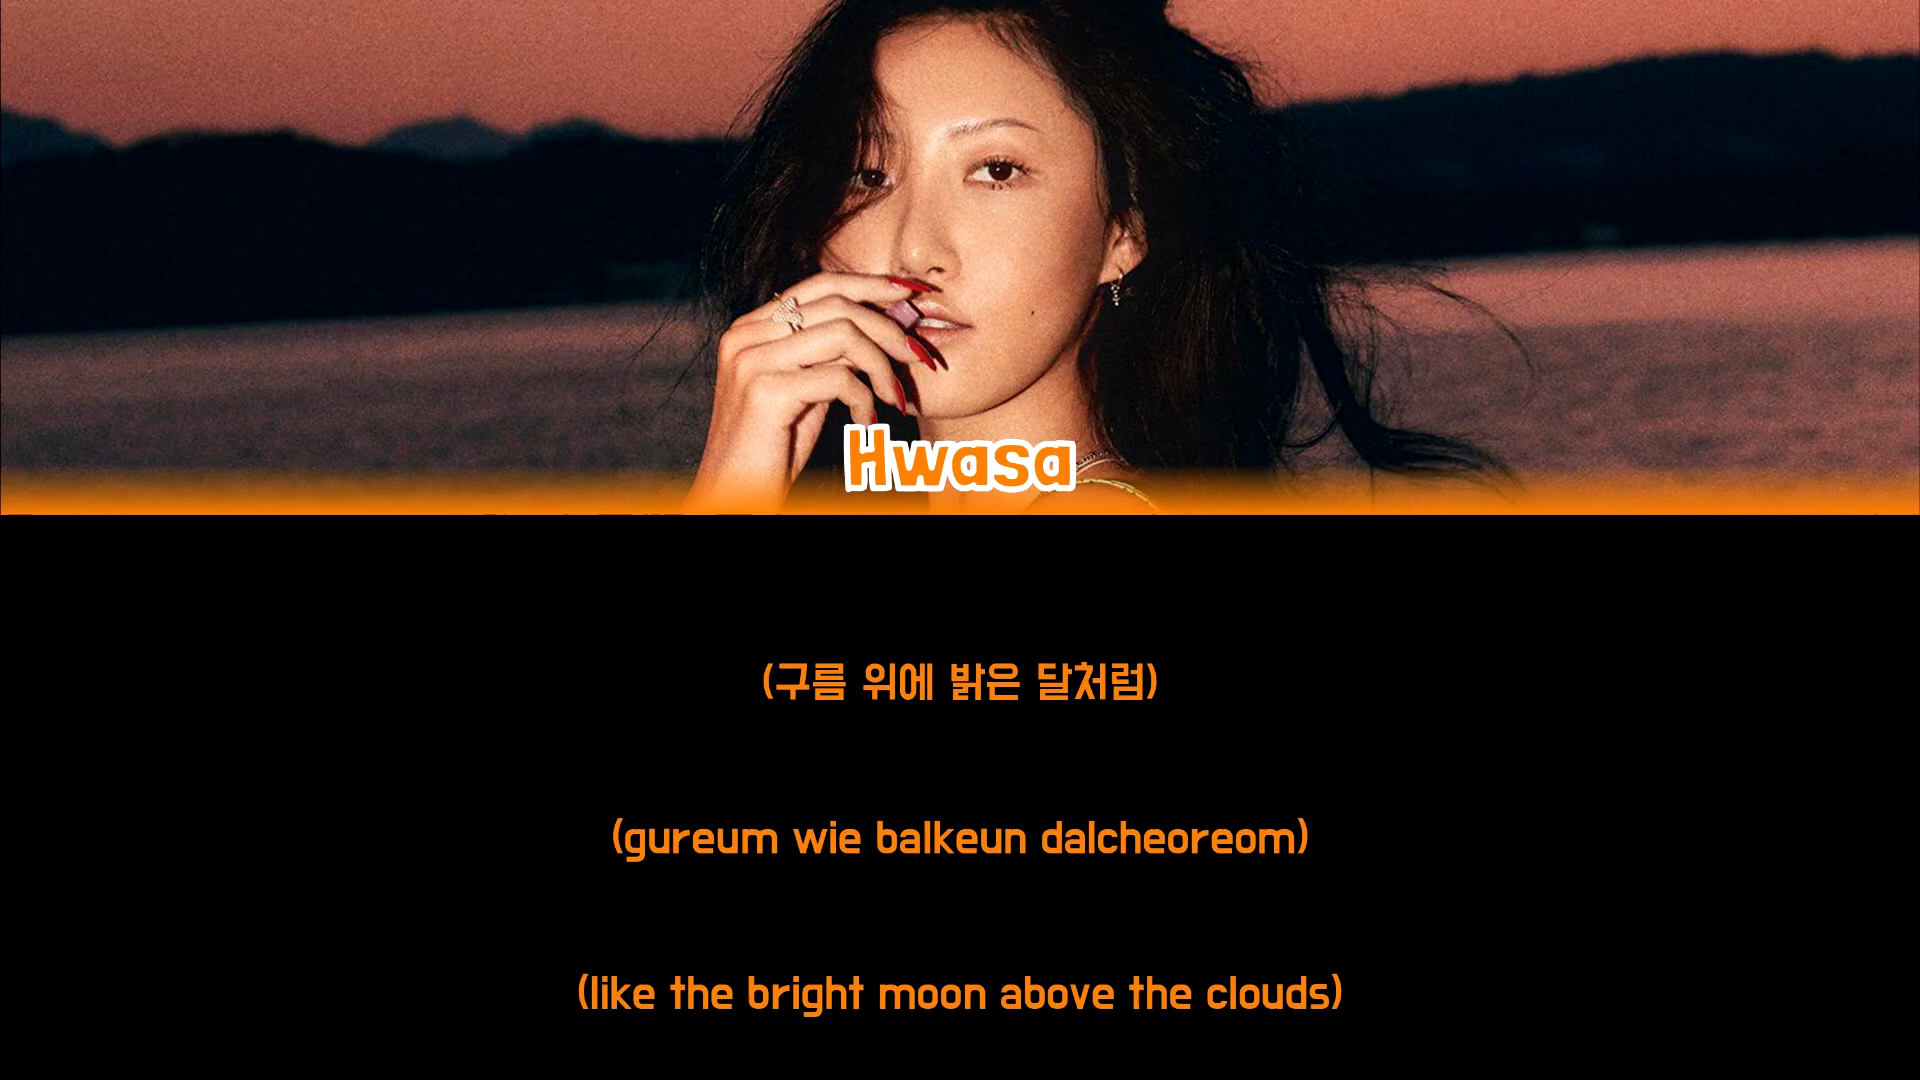 Hwasa
(구름 위에 밝은 달처럼)
(gureum wie balkeun dalcheoreom)
(like the bright moon above the clouds)